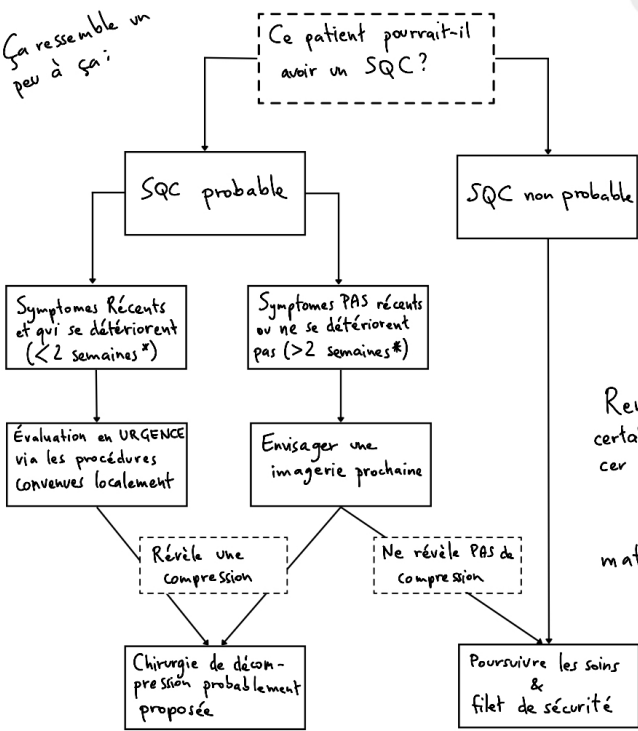 Ça ressemble un
peu à ça:
Ce patient pourrait-il
avoir un SQC?
SQC probable
SQC non probable
Symptomes Récents
et qui se détériorent
(<2 semaines*)
Symptomes PAS récents
ou ne se détériorent
pas (>2 semaines*)
Évaluation en URGENCE
via les procédures
convenues localement
Envisager une
imagerie prochaine
Révèle une
compression
Ne révèle PAS de
compression
Chirurgie de décom-
pression probablement
proposée
Poursuivre les soins
&
filet de sécurité